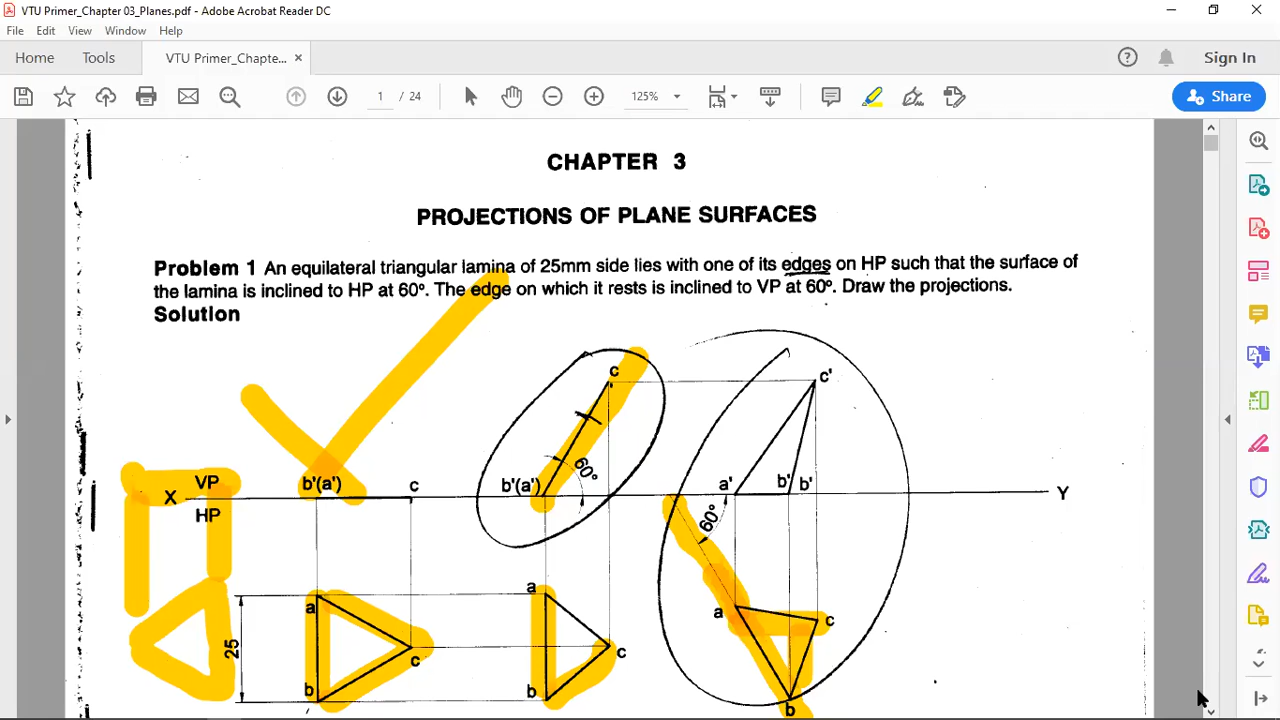 VTU Primer_Chapter 03_Planes.pdf - Adobe Acrobat Reader DC
File Edit View Window Help
Home Tools VTU Primer_Chapte... ×
Sign In
1 / 24
125%
Share
CHAPTER 3
PROJECTIONS OF PLANE SURFACES
Problem 1 An equilateral triangular lamina of 25mm side lies with one of its edges on HP such that the surface of
the lamina is inclined to HP at 60º. The edge on which it rests is inclined to VP at 60º. Draw the projections.
Solution
c
c'
60º
X VP b'(a') c b'(a') a' b' b' Y
HP
60º
a a a c
25
c c
b b b